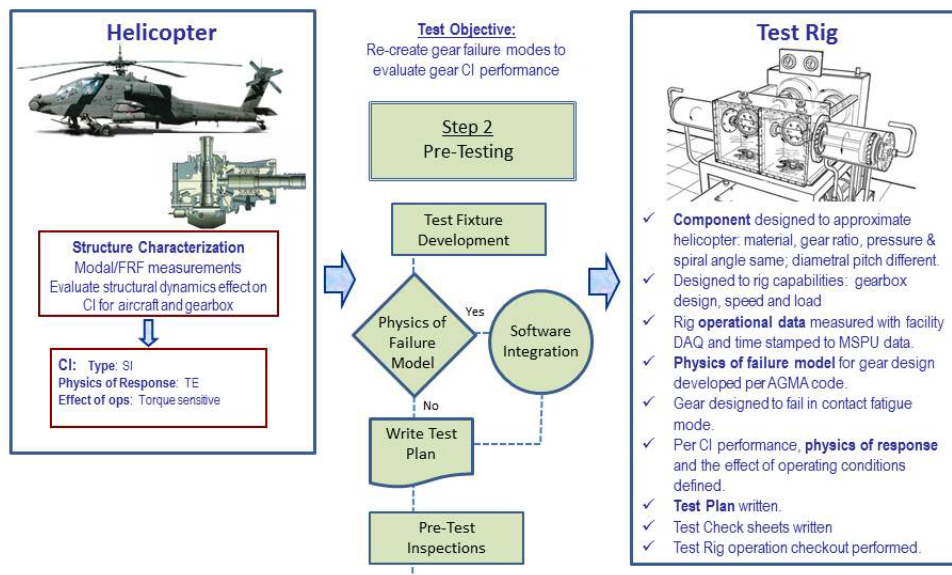 Helicopter
Structure Characterization
Modal/FRF measurements
Evaluate structural dynamics effect on
CI for aircraft and gearbox
CI: Type: SI
Physics of Response: TE
Effect of ops: Torque sensitive
Test Objective:
Re-create gear failure modes to
evaluate gear CI performance
Step 2
Pre-Testing
Test Fixture
Development
Physics of
Failure
Model
Yes
Software
Integration
No
Write Test
Plan
Pre-Test
Inspections
Test Rig
✓ Component designed to approximate
helicopter: material, gear ratio, pressure &
spiral angle same; diametral pitch different.
✓ Designed to rig capabilities: gearbox
design, speed and load
✓ Rig operational data measured with facility
DAQ and time stamped to MSPU data.
✓ Physics of failure model for gear design
developed per AGMA code.
✓ Gear designed to fail in contact fatigue
mode.
✓ Per CI performance, physics of response
and the effect of operating conditions
defined.
✓ Test Plan written.
✓ Test Check sheets written
✓ Test Rig operation checkout performed.